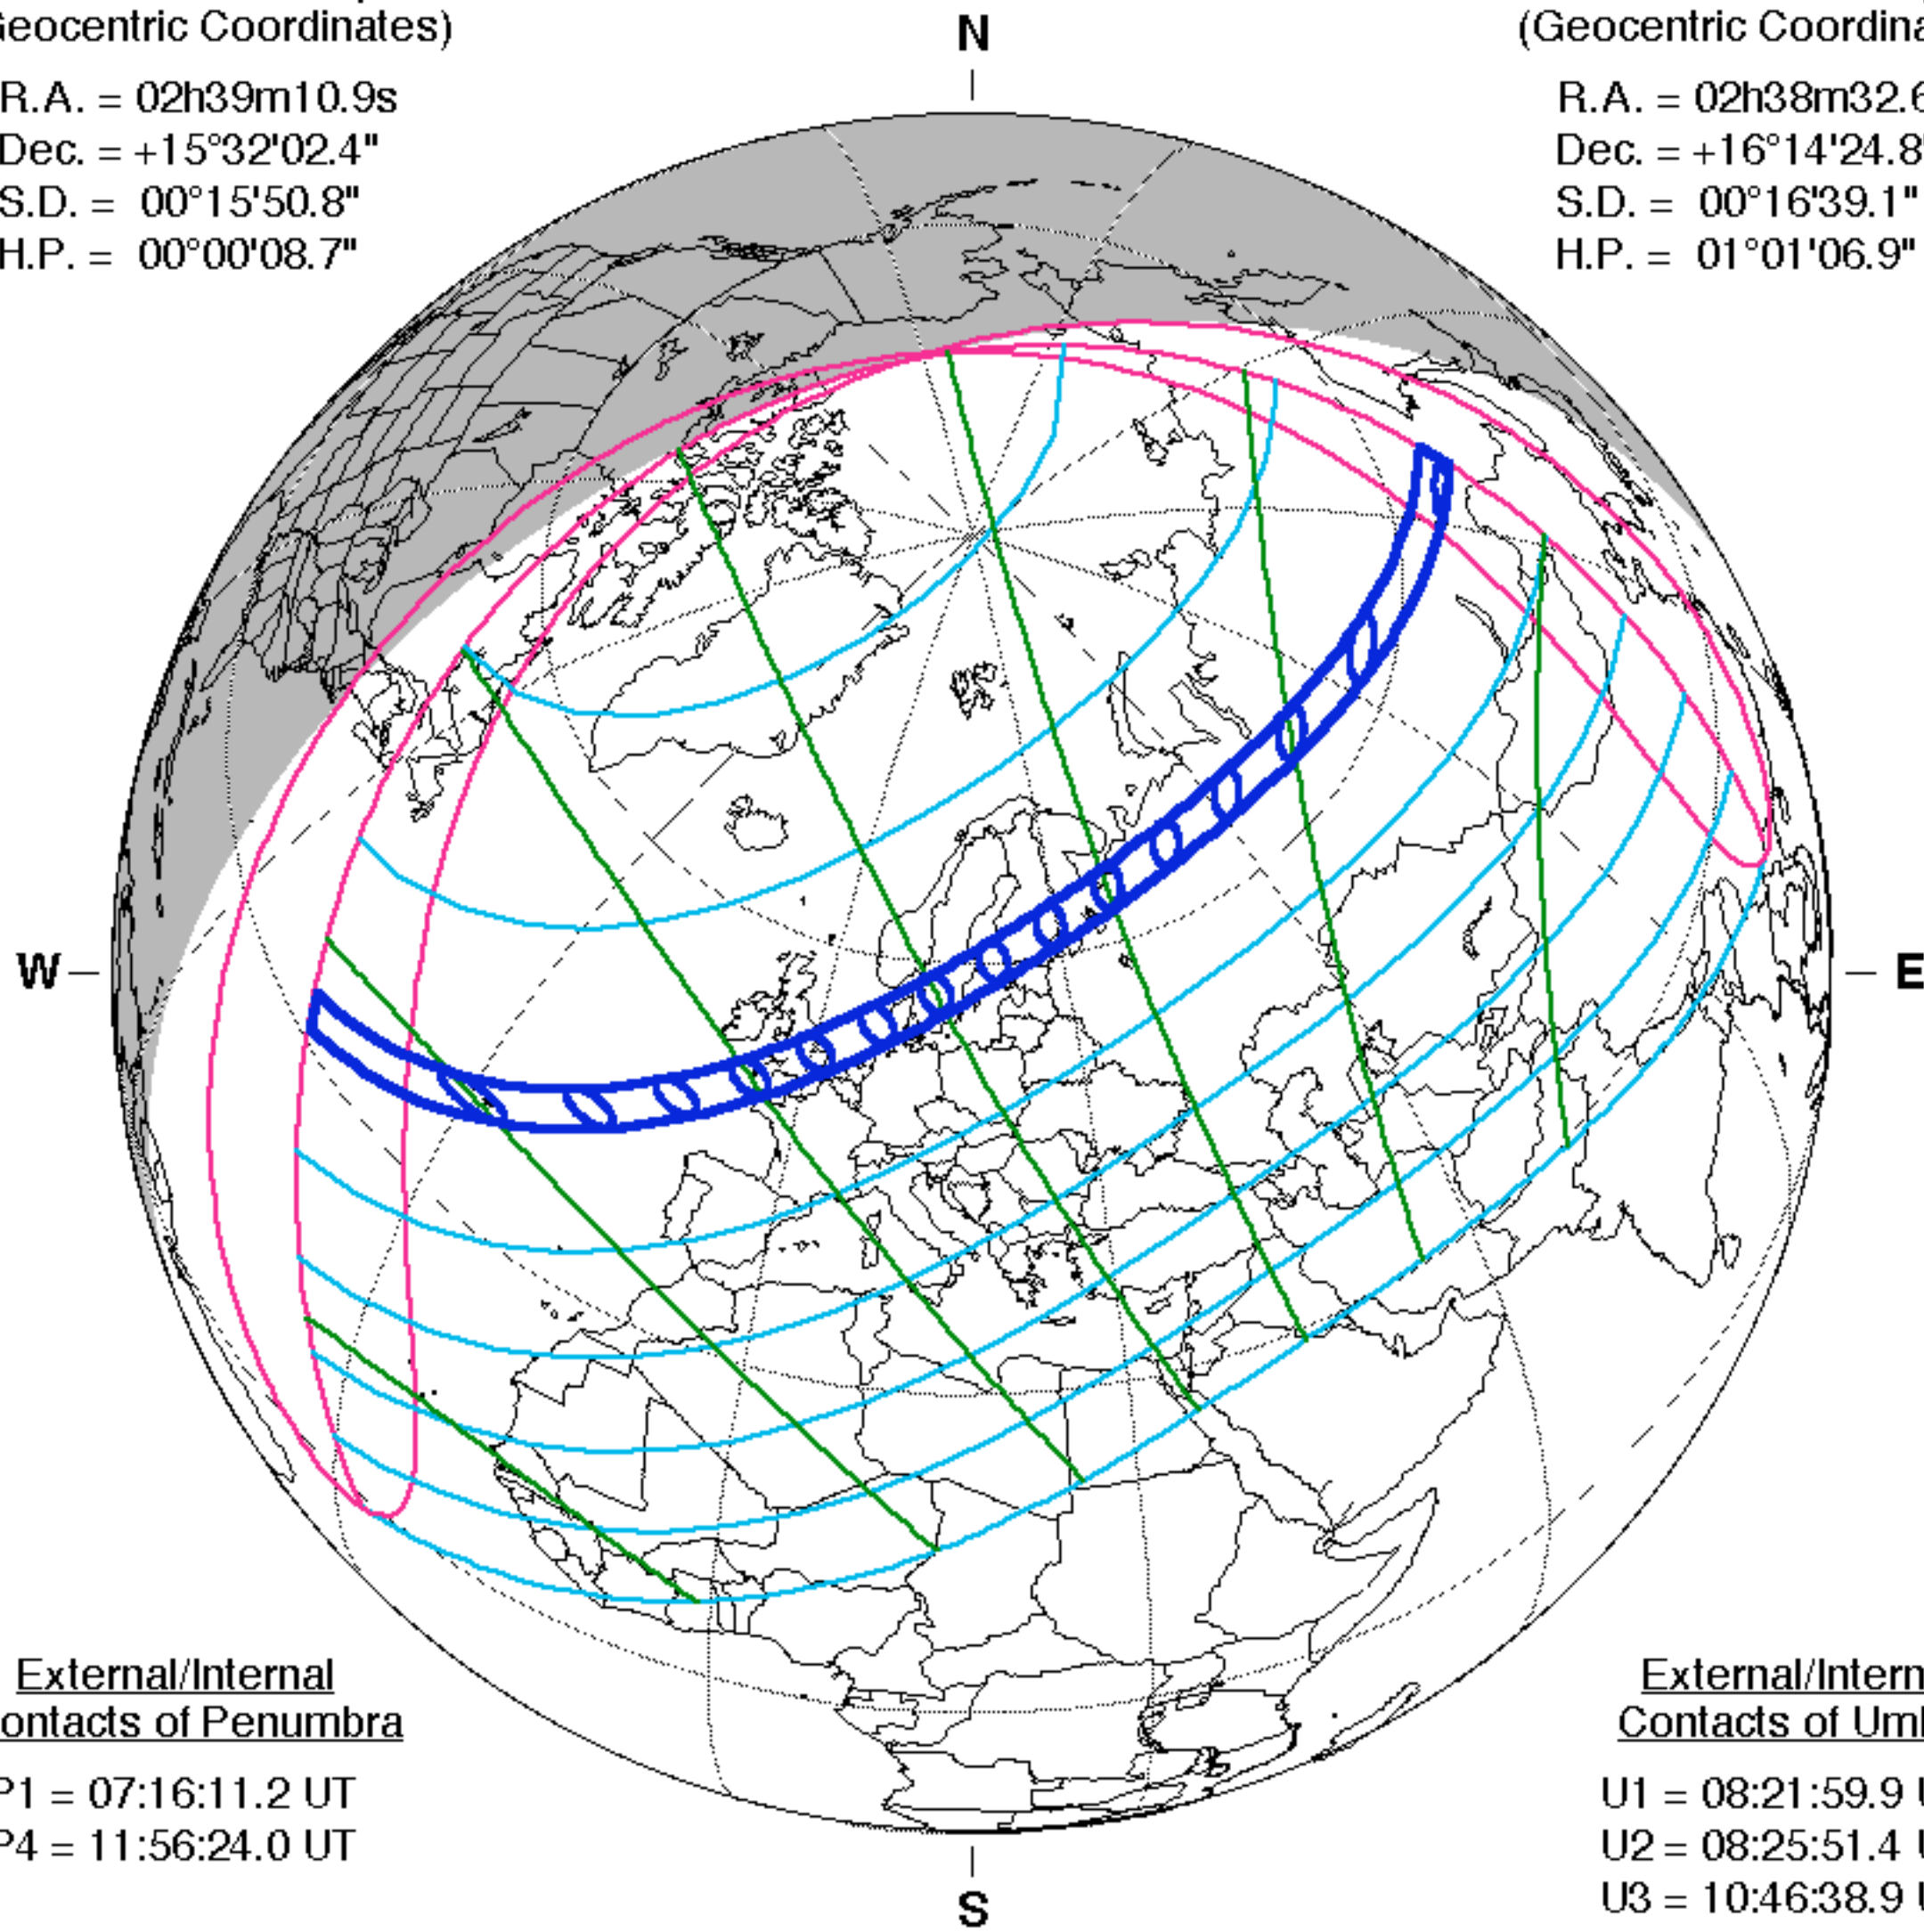 Geocentric Coordinates)
R.A. = 02h39m10.9s
Dec. = +15°32'02.4"
S.D. = 00°15'50.8"
H.P. = 00°00'08.7"
N
(Geocentric Coordina
R.A. = 02h38m32.6
Dec. = +16°14'24.8"
S.D. = 00°16'39.1"
H.P. = 01°01'06.9"
W
E
External/Internal
ontacts of Penumbra
P1 = 07:16:11.2 UT
P4 = 11:56:24.0 UT
External/Intern
Contacts of Um
U1 = 08:21:59.9 U
U2 = 08:25:51.4 U
U3 = 10:46:38.9 U
S